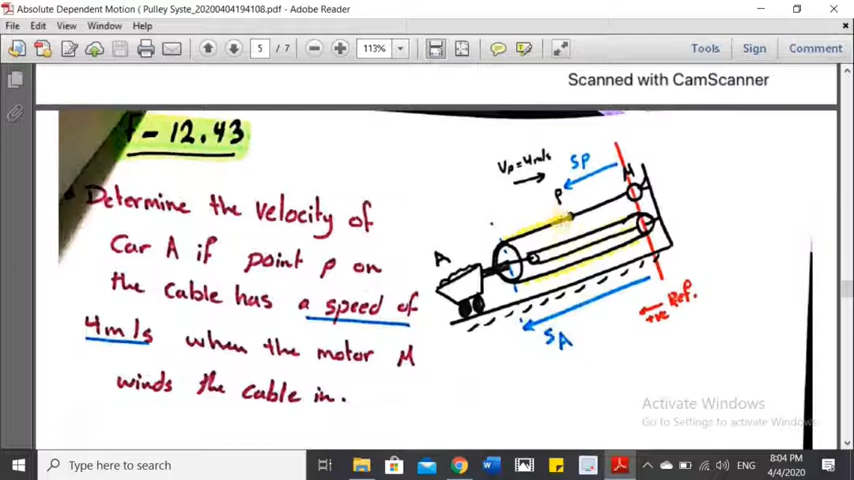 Absolute Dependent Motion ( Pulley Syste_20200404194108.pdf - Adobe Reader
File Edit View Window Help
5 / 7 113% Tools Sign Comment
Scanned with CamScanner
F - 12.43
Determine the velocity of
Car A if point P on
the cable has a speed of
4m/s when the motor M
winds the cable in.
Vp=4m/s
SP
M
P
A
Ref.
+ve
SA
Activate Windows
Go to Settings to activate Windows.
Type here to search
ENG
8:04 PM
4/4/2020